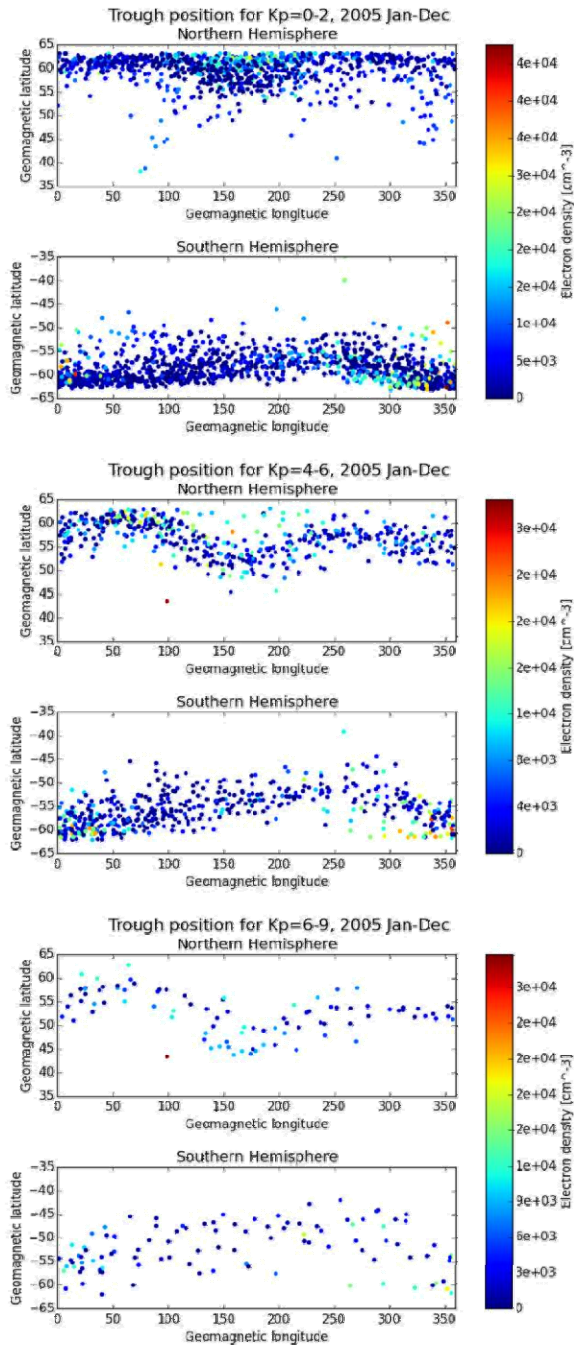 Trough position for Kp=0-2, 2005 Jan-Dec
Northern Hemisphere
Geomagnetic latitude
65
60
55
50
45
40
35
0 50 100 150 200 250 300 350
Geomagnetic longitude
Southern Hemisphere
Geomagnetic latitude
−35
−40
−45
−50
−55
−60
−65
0 50 100 150 200 250 300 350
Geomagnetic longitude
4e+04
4e+04
3e+04
2e+04
2e+04
2e+04
1e+04
5e+03
0
Electron density [cm^-3]
Trough position for Kp=4-6, 2005 Jan-Dec
Northern Hemisphere
Geomagnetic latitude
65
60
55
50
45
40
35
0 50 100 150 200 250 300 350
Geomagnetic longitude
Southern Hemisphere
Geomagnetic latitude
−35
−40
−45
−50
−55
−60
−65
0 50 100 150 200 250 300 350
Geomagnetic longitude
3e+04
2e+04
2e+04
2e+04
1e+04
8e+03
4e+03
0
Electron density [cm^-3]
Trough position for Kp=6-9, 2005 Jan-Dec
Northern Hemisphere
Geomagnetic latitude
65
60
55
50
45
40
35
0 50 100 150 200 250 300 350
Geomagnetic longitude
Southern Hemisphere
Geomagnetic latitude
−35
−40
−45
−50
−55
−60
−65
0 50 100 150 200 250 300 350
Geomagnetic longitude
3e+04
2e+04
2e+04
2e+04
2e+04
1e+04
9e+03
6e+03
3e+03
0
Electron density [cm^-3]